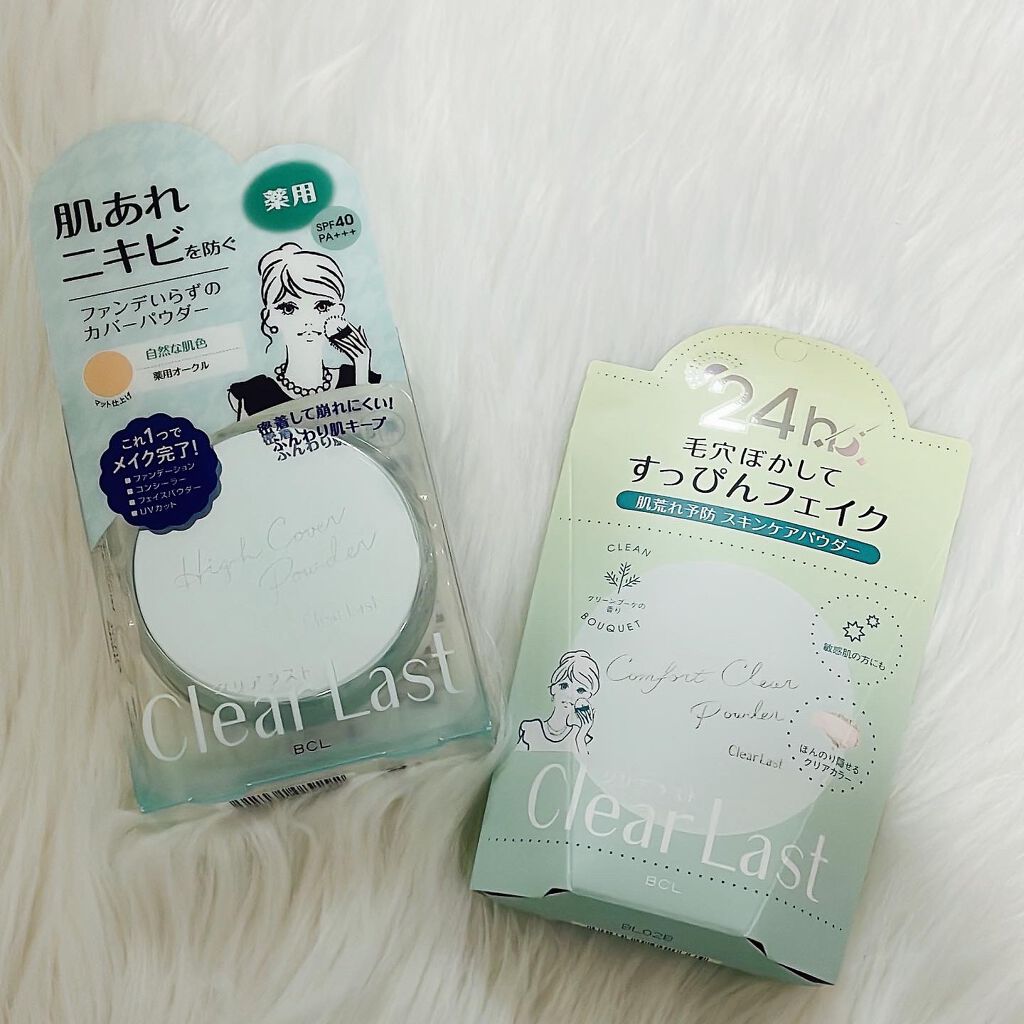 肌あれ
ニキビを防ぐ
ファンデいらずの
カバーパウダー
自然な肌色
薬用オークル
マット仕上げ
薬用
SPF40
PA+++
これ1つで
メイク完了!
■ ファンデーション
■ コンシーラー
■ フェイスパウダー
■ UVカット
密着して崩れにくい!
ふんわり肌キープ
High Cover
Powder
Clear Last
クリアラスト
Clear Last
BCL
24h
毛穴ぼかして
すっぴんフェイク
肌荒れ予防 スキンケアパウダー
CLEAN
グリーンブーケの
香り
BOUQUET
敏感肌の方にも
Comfort Clear
Powder
Clear Last
ほんのり隠せる
クリアカラー
Clear Last
BCL